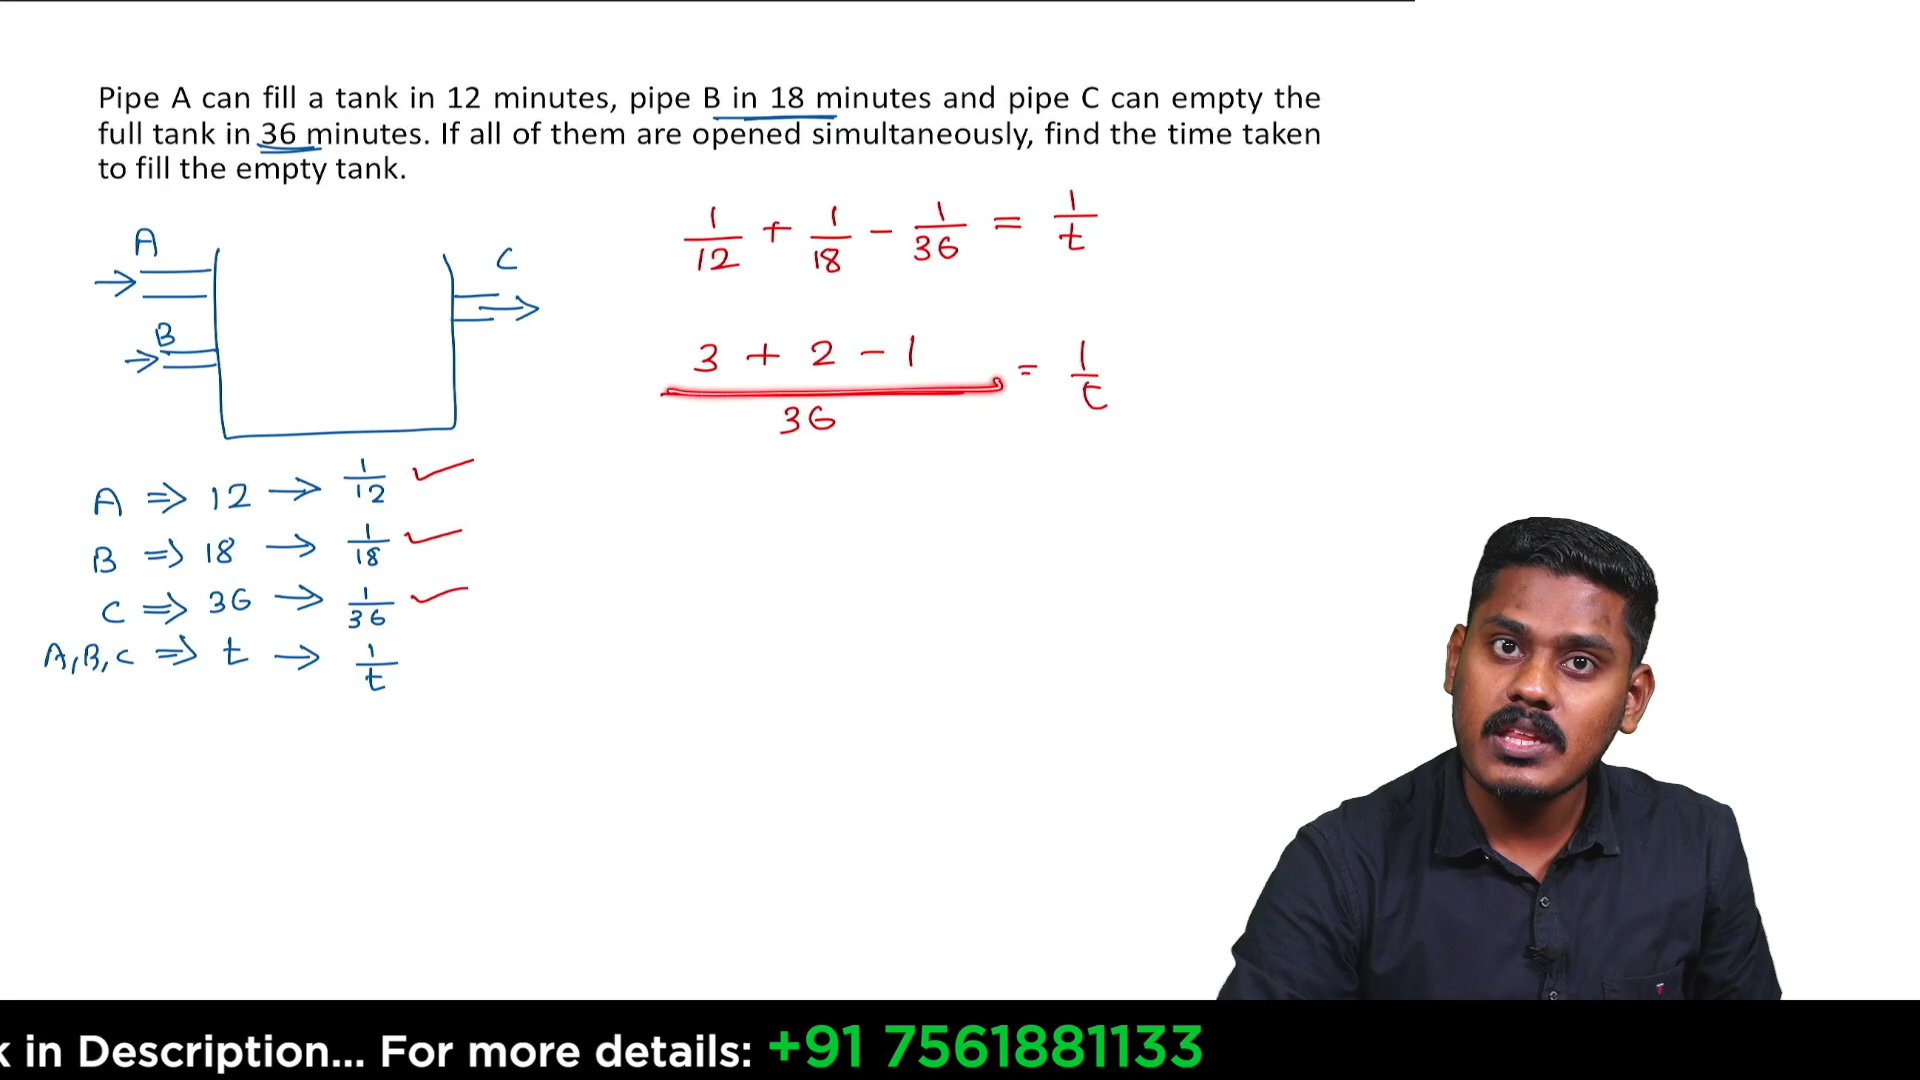 Pipe A can fill a tank in 12 minutes, pipe B in 18 minutes and pipe C can empty the
full tank in 36 minutes. If all of them are opened simultaneously, find the time taken
to fill the empty tank.
1/12 + 1/18 - 1/36 = 1/t
A
C
B
3 + 2 - 1 / 36 = 1/t
A => 12 → 1/12 ✓
B => 18 → 1/18 ✓
C => 36 → 1/36 ✓
A, B, C => t → 1/t
k in Description... For more details: +91 7561881133